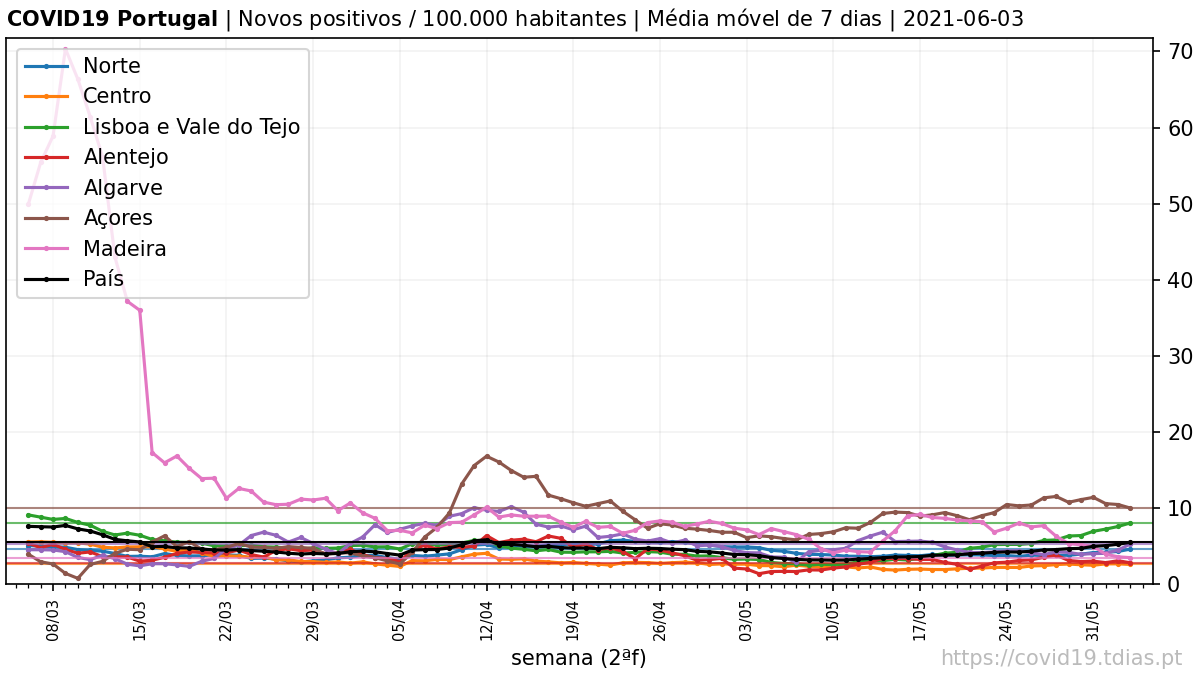 COVID19 Portugal | Novos positivos / 100.000 habitantes | Média móvel de 7 dias | 2021-06-03
Norte
Centro
Lisboa e Vale do Tejo
Alentejo
Algarve
Açores
Madeira
País
70
60
50
40
30
20
10
0
08/03
15/03
22/03
29/03
05/04
12/04
19/04
26/04
03/05
10/05
17/05
24/05
31/05
semana (2ªf)
https://covid19.tdias.pt